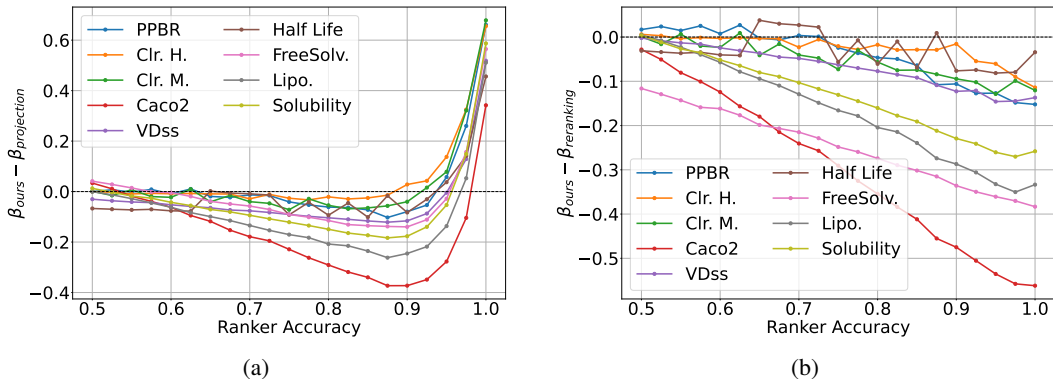 β_ours − β_projection
0.6
0.4
0.2
0.0
−0.2
−0.4
PPBR
Clr. H.
Clr. M.
Caco2
VDss
Half Life
FreeSolv.
Lipo.
Solubility
0.5 0.6 0.7 0.8 0.9 1.0
Ranker Accuracy
(a)
β_ours − β_reranking
0.0
−0.1
−0.2
−0.3
−0.4
−0.5
PPBR
Clr. H.
Clr. M.
Caco2
VDss
Half Life
FreeSolv.
Lipo.
Solubility
0.5 0.6 0.7 0.8 0.9 1.0
Ranker Accuracy
(b)